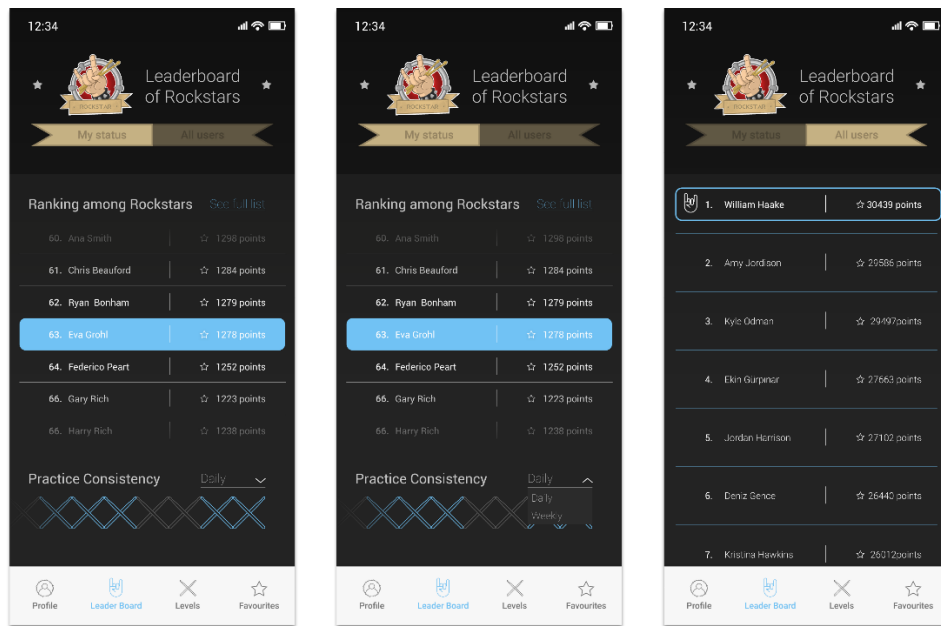 12:34
Leaderboard
of Rockstars
ROCKSTAR
My status All users
Ranking among Rockstars See full list
60. Ana Smith ☆ 1298 points
61. Chris Beauford ☆ 1284 points
62. Ryan Bonham ☆ 1279 points
63. Eva Grohl ☆ 1278 points
64. Federico Peart ☆ 1252 points
66. Gary Rich ☆ 1223 points
66. Harry Rich ☆ 1238 points
Practice Consistency Daily
Profile Leader Board Levels Favourites
12:34
Leaderboard
of Rockstars
ROCKSTAR
My status All users
Ranking among Rockstars See full list
60. Ana Smith ☆ 1298 points
61. Chris Beauford ☆ 1284 points
62. Ryan Bonham ☆ 1279 points
63. Eva Grohl ☆ 1278 points
64. Federico Peart ☆ 1252 points
66. Gary Rich ☆ 1223 points
66. Harry Rich ☆ 1238 points
Practice Consistency Daily
Daily
Weekly
Profile Leader Board Levels Favourites
12:34
Leaderboard
of Rockstars
ROCKSTAR
My status All users
1. William Haake ☆ 30439 points
2. Amy Jordison ☆ 29586 points
3. Kyle Odman ☆ 29497points
4. Ekin Gürpınar ☆ 27663 points
5. Jordan Harrison ☆ 27102 points
6. Deniz Gence ☆ 26440 points
7. Kristina Hawkins ☆ 26012points
Profile Leader Board Levels Favourites